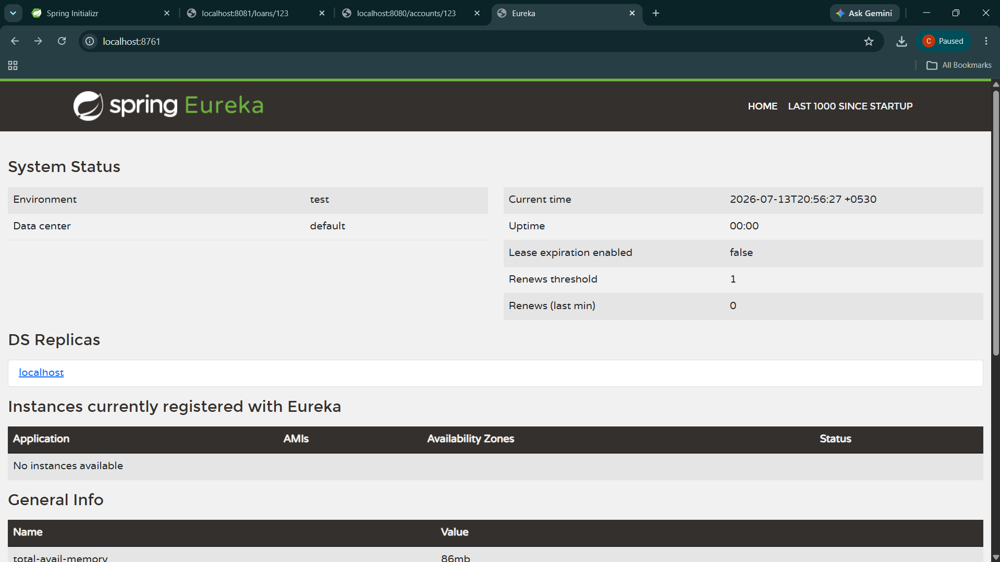 Spring Initializr
localhost:8081/loans/123
localhost:8080/accounts/123
Eureka
Ask Gemini
localhost:8761
C
Paused
All Bookmarks
spring Eureka
HOME
LAST 1000 SINCE STARTUP
System Status
Environment test
Data center default
Current time 2026-07-13T20:56:27 +0530
Uptime 00:00
Lease expiration enabled false
Renews threshold 1
Renews (last min) 0
DS Replicas
localhost
Instances currently registered with Eureka
Application AMIs Availability Zones Status
No instances available
General Info
Name Value
total-avail-memory 86mb